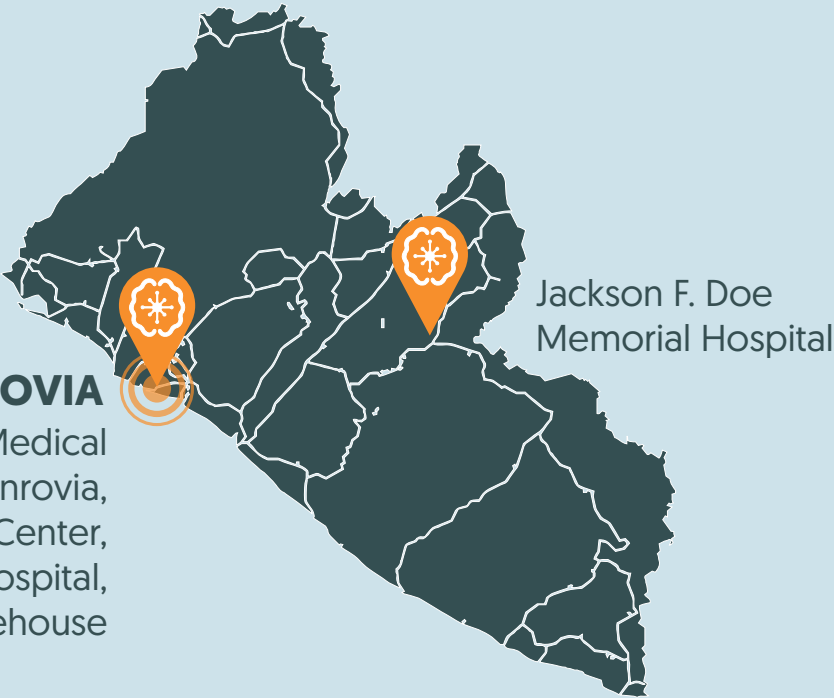 Jackson F. Doe
Memorial Hospital
OVIA
Medical
nrovia,
Center,
ospital,
ehouse